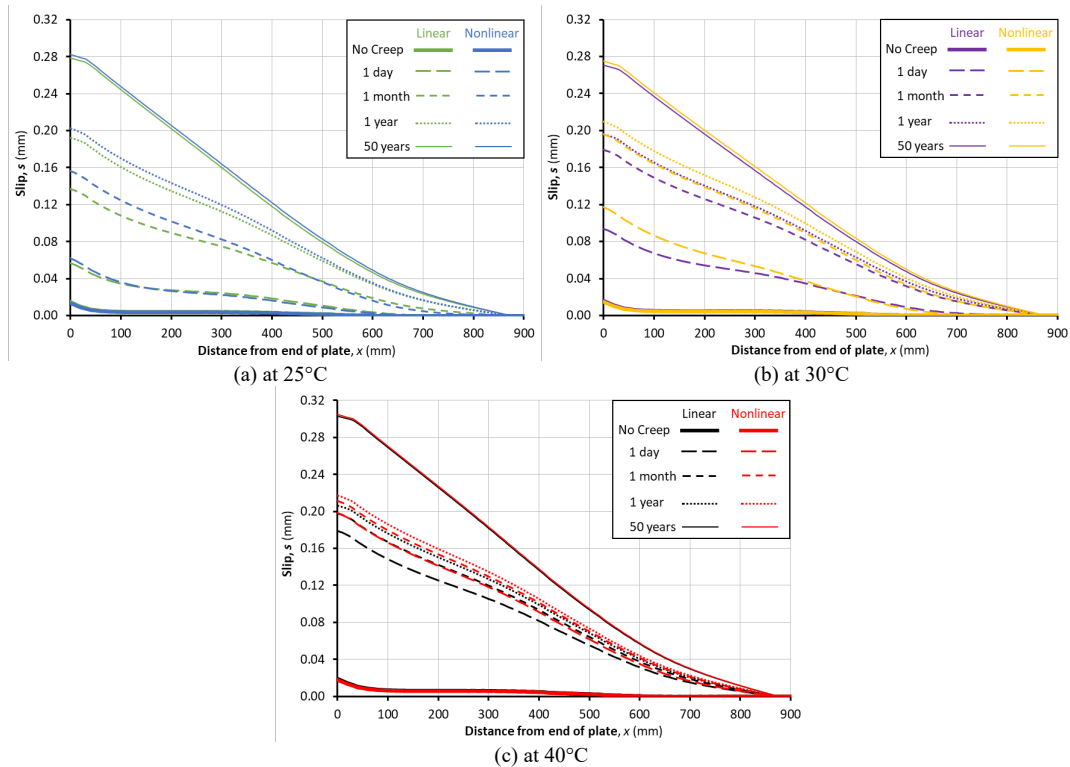 0.32
0.28
0.24
0.20
0.16
0.12
0.08
0.04
0.00
Slip, s (mm)
Linear Nonlinear
No Creep
1 day
1 month
1 year
50 years
0 100 200 300 400 500 600 700 800 900
Distance from end of plate, x (mm)
(a) at 25°C
0.32
0.28
0.24
0.20
0.16
0.12
0.08
0.04
0.00
Slip, s (mm)
Linear Nonlinear
No Creep
1 day
1 month
1 year
50 years
0 100 200 300 400 500 600 700 800 900
Distance from end of plate, x (mm)
(b) at 30°C
0.32
0.28
0.24
0.20
0.16
0.12
0.08
0.04
0.00
Slip, s (mm)
Linear Nonlinear
No Creep
1 day
1 month
1 year
50 years
0 100 200 300 400 500 600 700 800 900
Distance from end of plate, x (mm)
(c) at 40°C